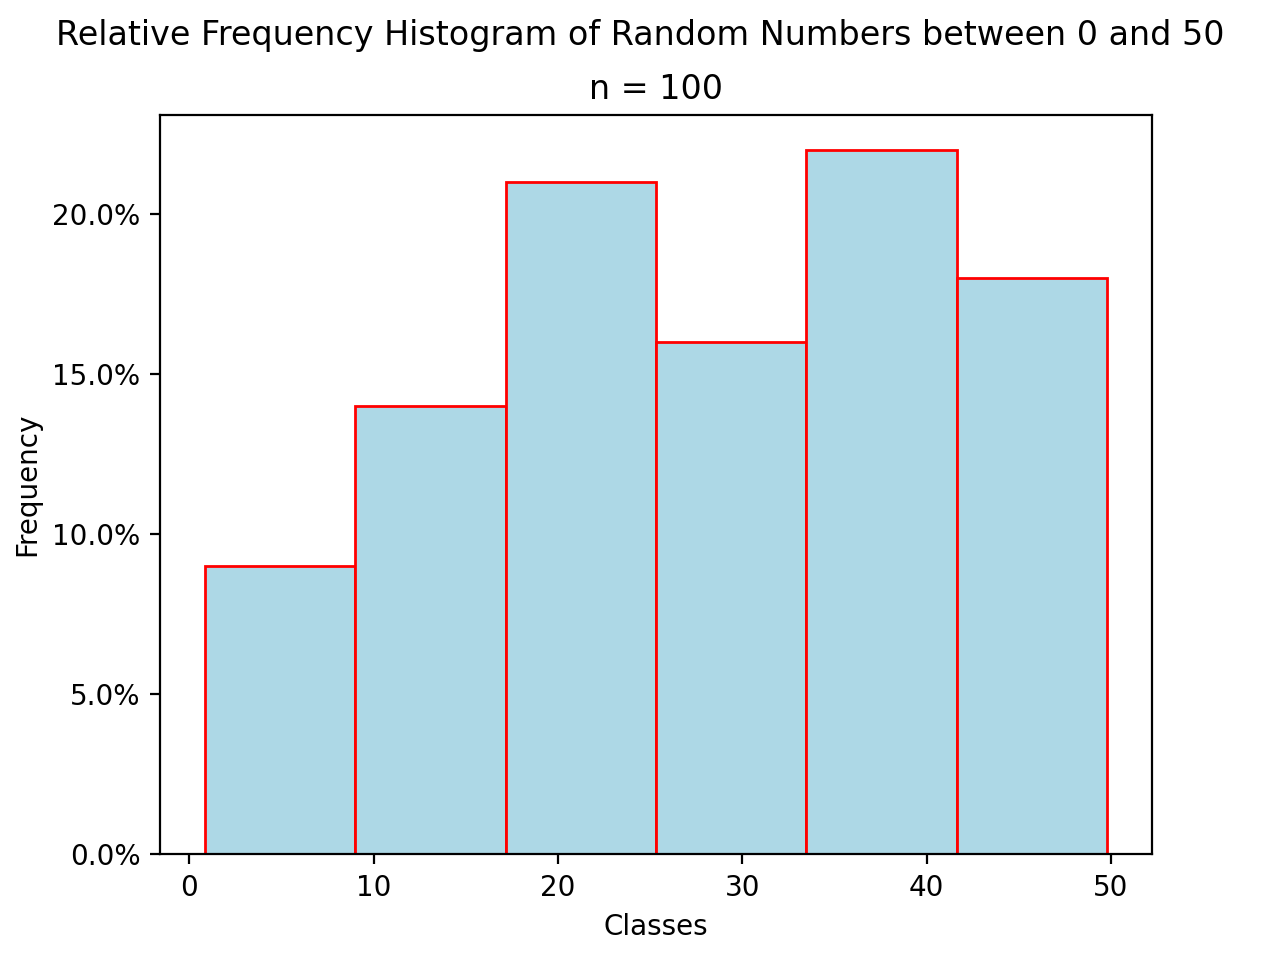 Relative Frequency Histogram of Random Numbers between 0 and 50
n = 100
20.0%
15.0%
10.0%
5.0%
0.0%
Frequency
0 10 20 30 40 50
Classes